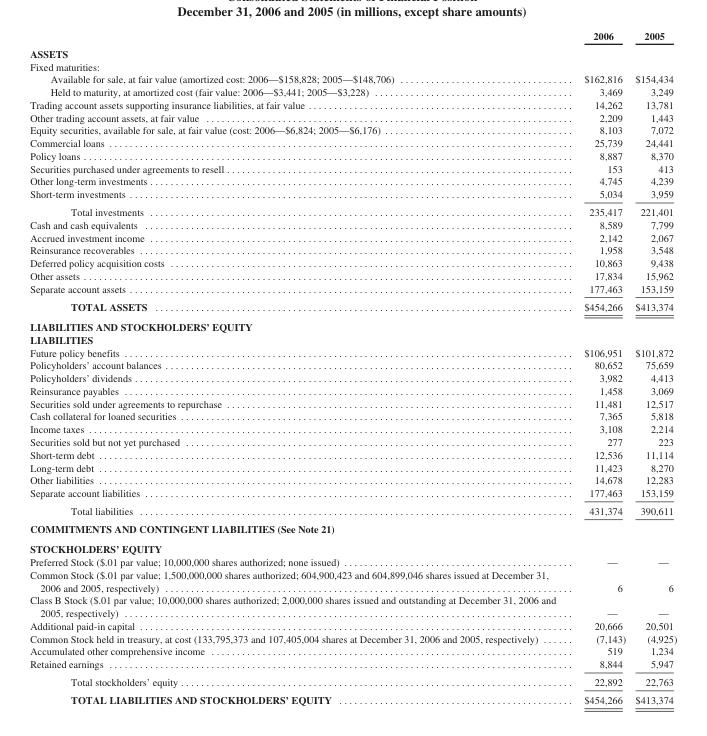 December 31, 2006 and 2005 (in millions, except share amounts)
2006 2005
ASSETS
Fixed maturities:
Available for sale, at fair value (amortized cost: 2006—$158,828; 2005—$148,706) $162,816 $154,434
Held to maturity, at amortized cost (fair value: 2006—$3,441; 2005—$3,228) 3,469 3,249
Trading account assets supporting insurance liabilities, at fair value 14,262 13,781
Other trading account assets, at fair value 2,209 1,443
Equity securities, available for sale, at fair value (cost: 2006—$6,824; 2005—$6,176) 8,103 7,072
Commercial loans 25,739 24,441
Policy loans 8,887 8,370
Securities purchased under agreements to resell 153 413
Other long-term investments 4,745 4,239
Short-term investments 5,034 3,959
Total investments 235,417 221,401
Cash and cash equivalents 8,589 7,799
Accrued investment income 2,142 2,067
Reinsurance recoverables 1,958 3,548
Deferred policy acquisition costs 10,863 9,438
Other assets 17,834 15,962
Separate account assets 177,463 153,159
TOTAL ASSETS $454,266 $413,374
LIABILITIES AND STOCKHOLDERS' EQUITY
LIABILITIES
Future policy benefits $106,951 $101,872
Policyholders' account balances 80,652 75,659
Policyholders' dividends 3,982 4,413
Reinsurance payables 1,458 3,069
Securities sold under agreements to repurchase 11,481 12,517
Cash collateral for loaned securities 7,365 5,818
Income taxes 3,108 2,214
Securities sold but not yet purchased 277 223
Short-term debt 12,536 11,114
Long-term debt 11,423 8,270
Other liabilities 14,678 12,283
Separate account liabilities 177,463 153,159
Total liabilities 431,374 390,611
COMMITMENTS AND CONTINGENT LIABILITIES (See Note 21)
STOCKHOLDERS' EQUITY
Preferred Stock ($.01 par value; 10,000,000 shares authorized; none issued) — —
Common Stock ($.01 par value; 1,500,000,000 shares authorized; 604,900,423 and 604,899,046 shares issued at December 31,
2006 and 2005, respectively) 6 6
Class B Stock ($.01 par value; 10,000,000 shares authorized; 2,000,000 shares issued and outstanding at December 31, 2006 and
2005, respectively) — —
Additional paid-in capital 20,666 20,501
Common Stock held in treasury, at cost (133,795,373 and 107,405,004 shares at December 31, 2006 and 2005, respectively) (7,143) (4,925)
Accumulated other comprehensive income 519 1,234
Retained earnings 8,844 5,947
Total stockholders' equity 22,892 22,763
TOTAL LIABILITIES AND STOCKHOLDERS' EQUITY $454,266 $413,374